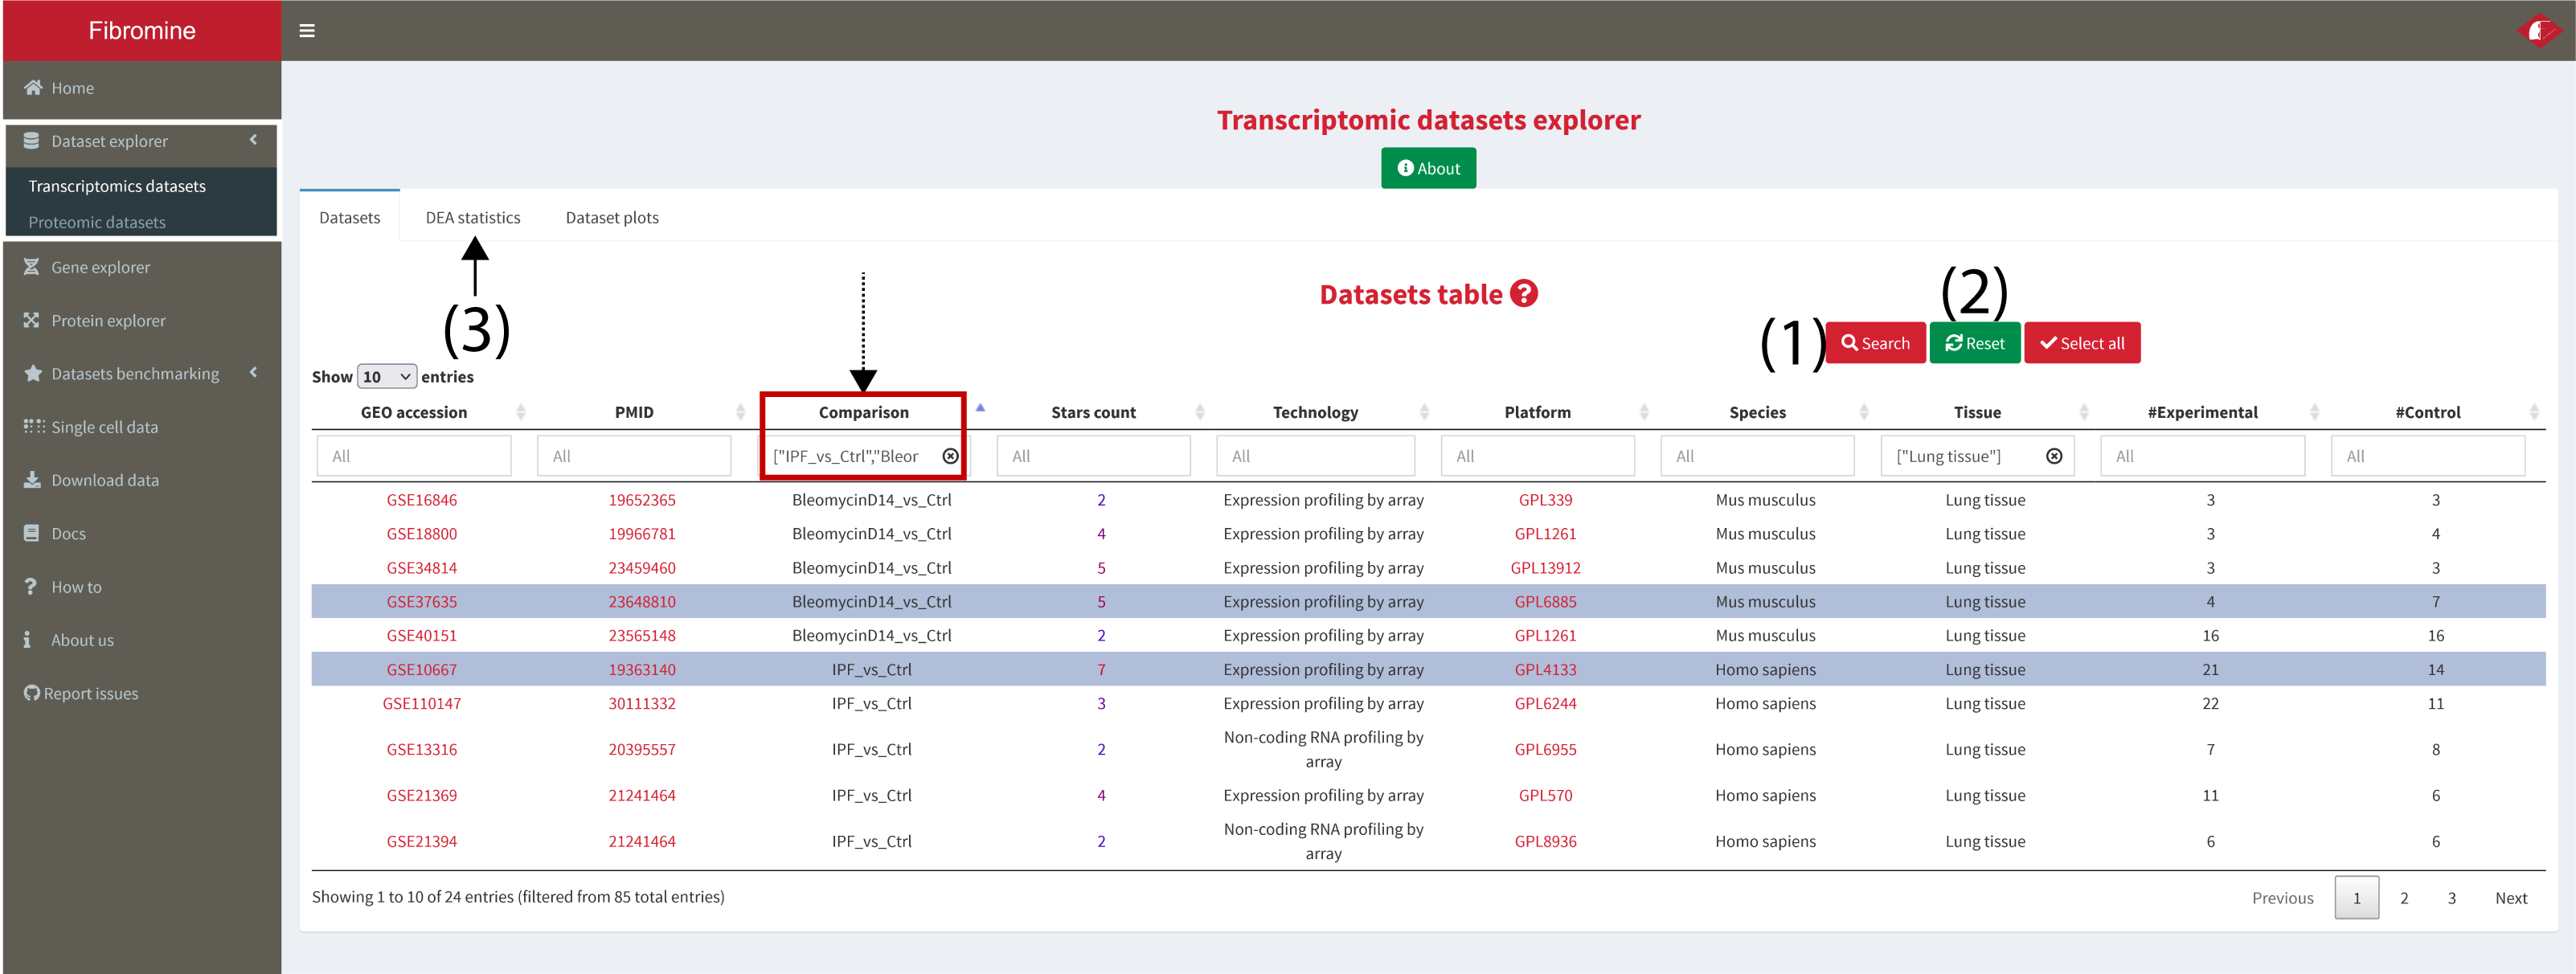 Fibromine
Home
Dataset explorer
Transcriptomics datasets
Proteomic datasets
Gene explorer
Protein explorer
Datasets benchmarking
Single cell data
Download data
Docs
How to
About us
Report issues
Transcriptomic datasets explorer
About
Datasets DEA statistics Dataset plots
(3)
Datasets table
(1) (2)
Search Reset Select all
Show 10 entries
GEO accession PMID Comparison Stars count Technology Platform Species Tissue #Experimental #Control
All All ["IPF_vs_Ctrl","Bleor All All All All ["Lung tissue"] All All
GSE16846 19652365 BleomycinD14_vs_Ctrl 2 Expression profiling by array GPL339 Mus musculus Lung tissue 3 3
GSE18800 19966781 BleomycinD14_vs_Ctrl 4 Expression profiling by array GPL1261 Mus musculus Lung tissue 3 4
GSE34814 23459460 BleomycinD14_vs_Ctrl 5 Expression profiling by array GPL13912 Mus musculus Lung tissue 3 3
GSE37635 23648810 BleomycinD14_vs_Ctrl 5 Expression profiling by array GPL6885 Mus musculus Lung tissue 4 7
GSE40151 23565148 BleomycinD14_vs_Ctrl 2 Expression profiling by array GPL1261 Mus musculus Lung tissue 16 16
GSE10667 19363140 IPF_vs_Ctrl 7 Expression profiling by array GPL4133 Homo sapiens Lung tissue 21 14
GSE110147 30111332 IPF_vs_Ctrl 3 Expression profiling by array GPL6244 Homo sapiens Lung tissue 22 11
GSE13316 20395557 IPF_vs_Ctrl 2 Non-coding RNA profiling by array GPL6955 Homo sapiens Lung tissue 7 8
GSE21369 21241464 IPF_vs_Ctrl 4 Expression profiling by array GPL570 Homo sapiens Lung tissue 11 6
GSE21394 21241464 IPF_vs_Ctrl 2 Non-coding RNA profiling by array GPL8936 Homo sapiens Lung tissue 6 6
Showing 1 to 10 of 24 entries (filtered from 85 total entries)
Previous 1 2 3 Next